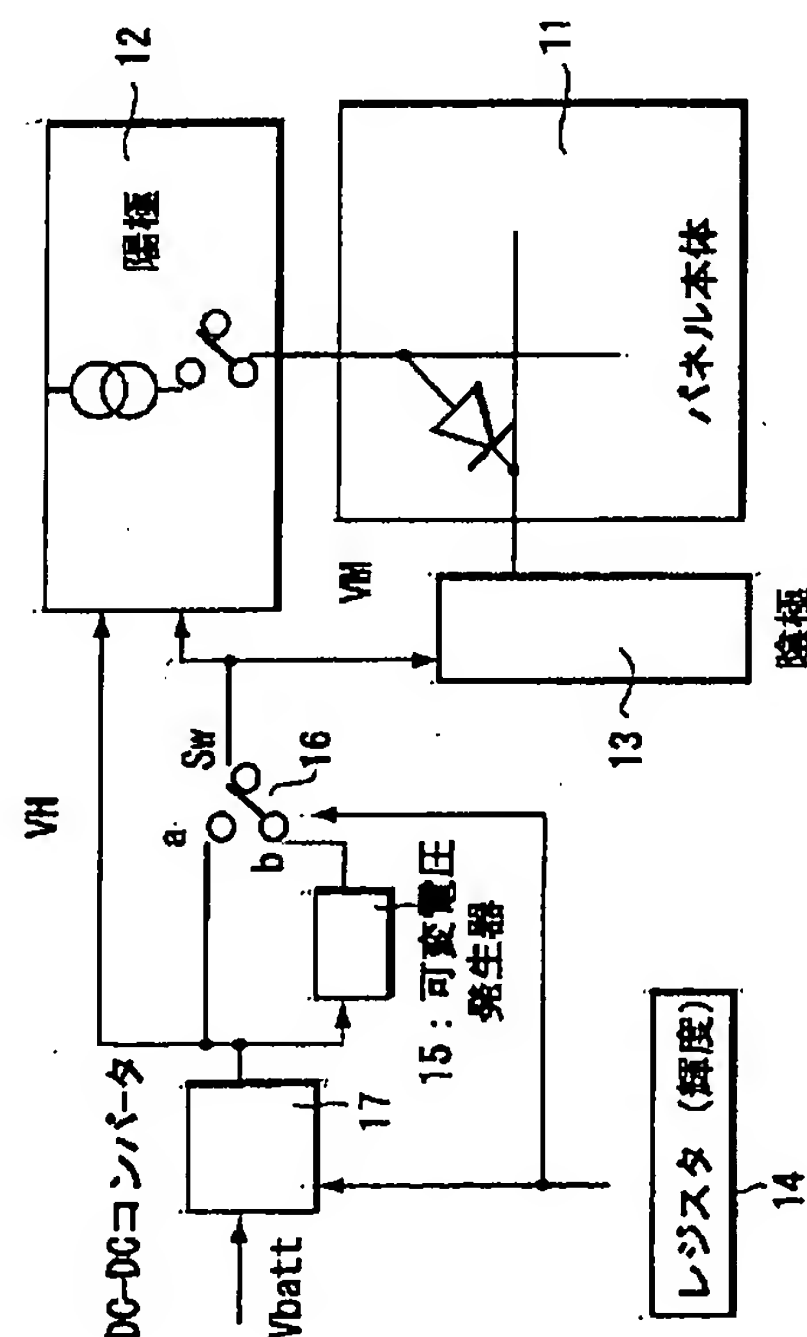 DC-DCコンバータ
Vbatt
17
VH
a
b
Sw
16
15：可変電圧
発生器
レジスタ（輝度）
14
陽極
12
VM
13
陰極
パネル本体
11